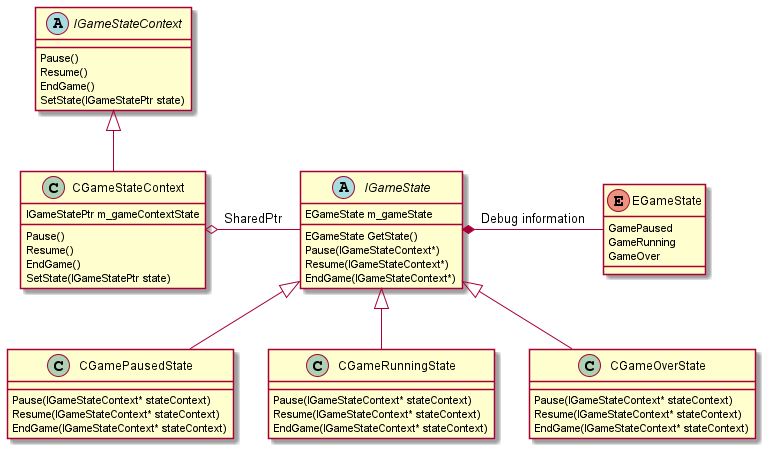 A IGameStateContext
Pause()
Resume()
EndGame()
SetState(IGameStatePtr state)
C CGameStateContext
IGameStatePtr m_gameContextState
Pause()
Resume()
EndGame()
SetState(IGameStatePtr state)
SharedPtr
A IGameState
EGameState m_gameState
EGameState GetState()
Pause(IGameStateContext*)
Resume(IGameStateContext*)
EndGame(IGameStateContext*)
Debug information
E EGameState
GamePaused
GameRunning
GameOver
C CGamePausedState
Pause(IGameStateContext* stateContext)
Resume(IGameStateContext* stateContext)
EndGame(IGameStateContext* stateContext)
C CGameRunningState
Pause(IGameStateContext* stateContext)
Resume(IGameStateContext* stateContext)
EndGame(IGameStateContext* stateContext)
C CGameOverState
Pause(IGameStateContext* stateContext)
Resume(IGameStateContext* stateContext)
EndGame(IGameStateContext* stateContext)